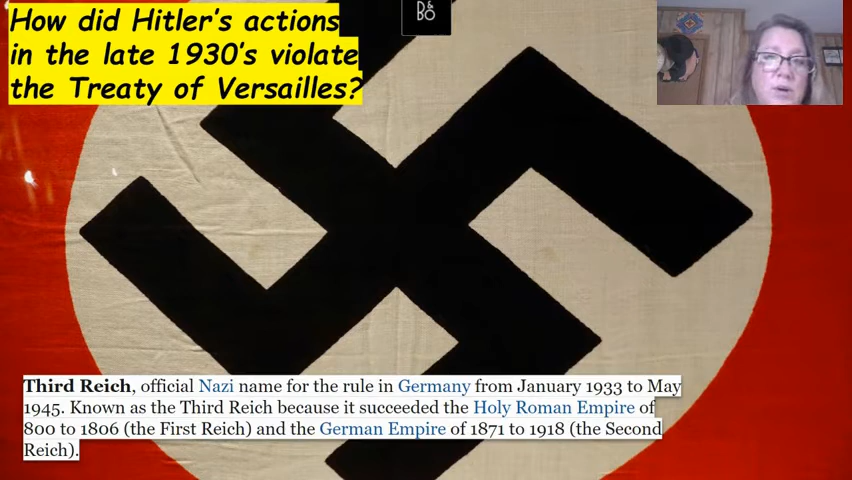 How did Hitler's actions
in the late 1930's violate
the Treaty of Versailles?
B&O
Third Reich, official Nazi name for the rule in Germany from January 1933 to May
1945. Known as the Third Reich because it succeeded the Holy Roman Empire of
800 to 1806 (the First Reich) and the German Empire of 1871 to 1918 (the Second
Reich).